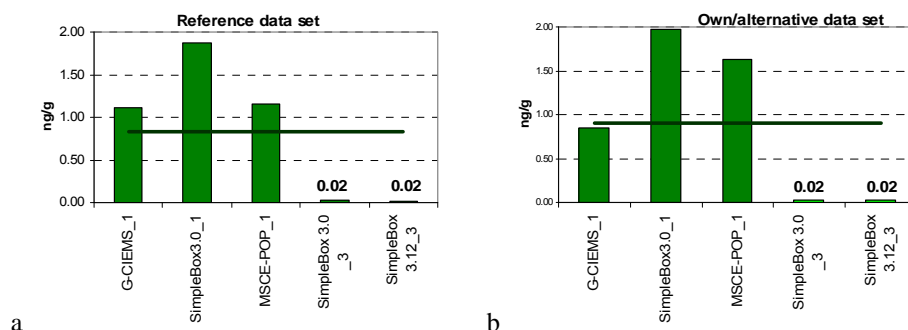 Reference data set
ng/g
2.00
1.50
1.00
0.50
0.00
0.02
0.02
G-CIEMS_1
SimpleBox3.0_1
MSCE-POP_1
SimpleBox 3.0
_3
SimpleBox
3.12_3
a
Own/alternative data set
ng/g
2.00
1.50
1.00
0.50
0.00
0.02
0.02
G-CIEMS_1
SimpleBox3.0_1
MSCE-POP_1
SimpleBox 3.0
_3
SimpleBox
3.12_3
b